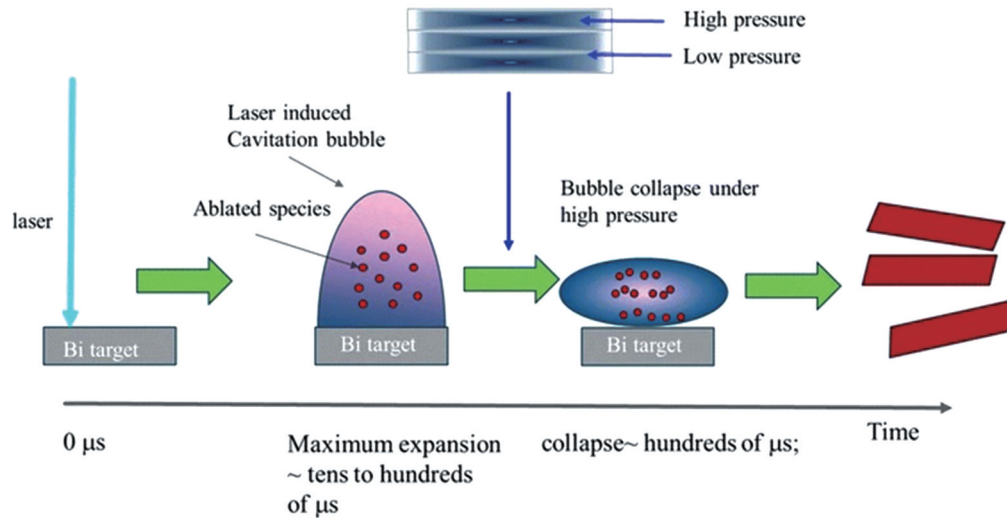 High pressure
Low pressure
Laser induced
Cavitation bubble
Ablated species
laser
Bubble collapse under
high pressure
Bi target
Bi target
Bi target
Time
0 μs
Maximum expansion
~ tens to hundreds
of μs
collapse~ hundreds of μs;